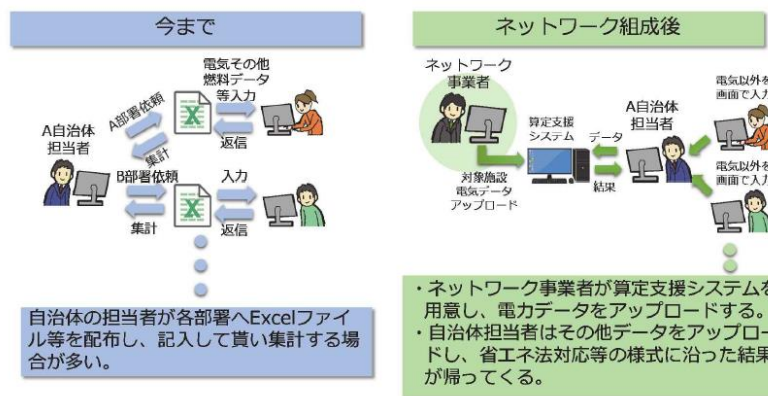 今まで
電気その他
燃料データ
等入力
A部署依頼
返信
集計
A自治体
担当者
B部署依頼
入力
集計
返信
自治体の担当者が各部署へExcelファイ
ル等を配布し、記入して貰い集計する場
合が多い。
ネットワーク組成後
ネットワーク
事業者
算定支援
システム
データ
結果
対象施設
電気データ
アップロード
A自治体
担当者
電気以外を
画面で入力
電気以外を
画面で入力
・ネットワーク事業者が算定支援システムを
用意し、電力データをアップロードする。
・自治体担当者はその他データをアップロー
ドし、省エネ法対応等の様式に沿った結果
が帰ってくる。